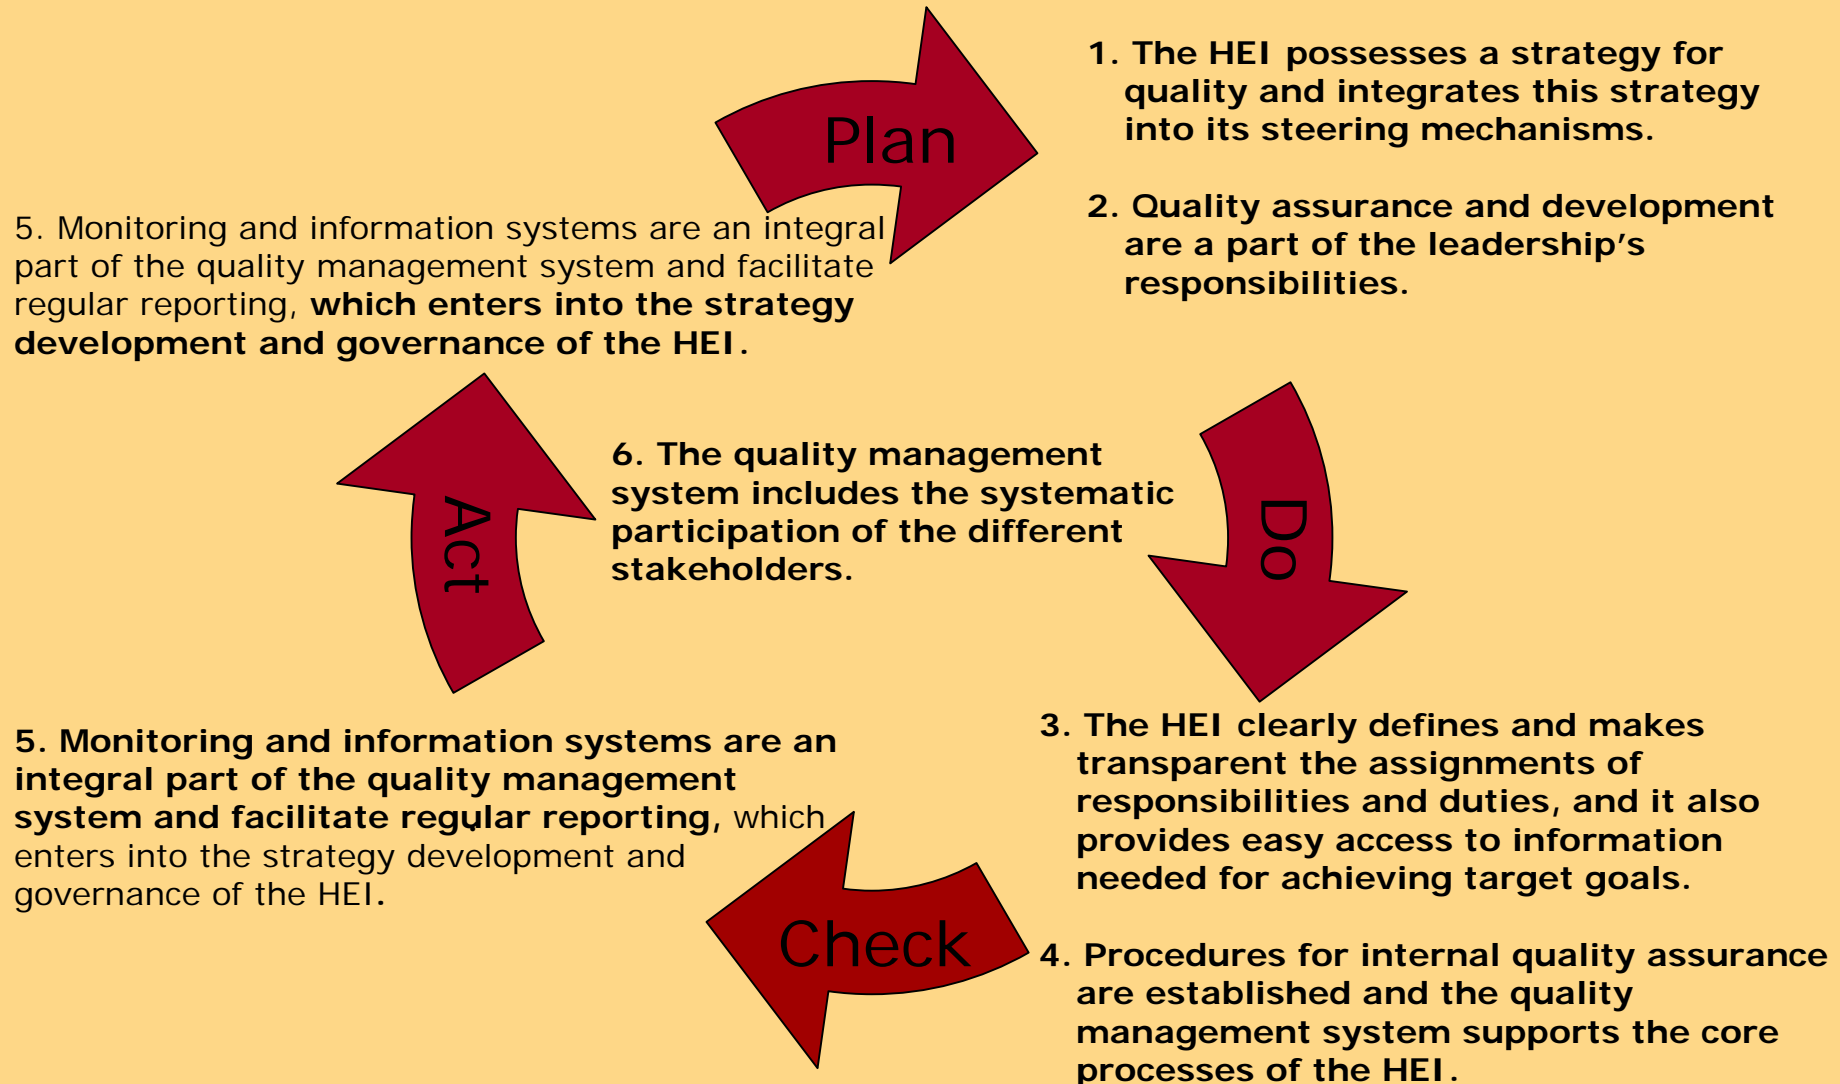 Plan
1. The HEI possesses a strategy for
quality and integrates this strategy
into its steering mechanisms.
2. Quality assurance and development
are a part of the leadership's
responsibilities.
5. Monitoring and information systems are an integral
part of the quality management system and facilitate
regular reporting, which enters into the strategy
development and governance of the HEI.
Act
6. The quality management
system includes the systematic
participation of the different
stakeholders.
Do
5. Monitoring and information systems are an
integral part of the quality management
system and facilitate regular reporting, which
enters into the strategy development and
governance of the HEI.
Check
3. The HEI clearly defines and makes
transparent the assignments of
responsibilities and duties, and it also
provides easy access to information
needed for achieving target goals.
4. Procedures for internal quality assurance
are established and the quality
management system supports the core
processes of the HEI.